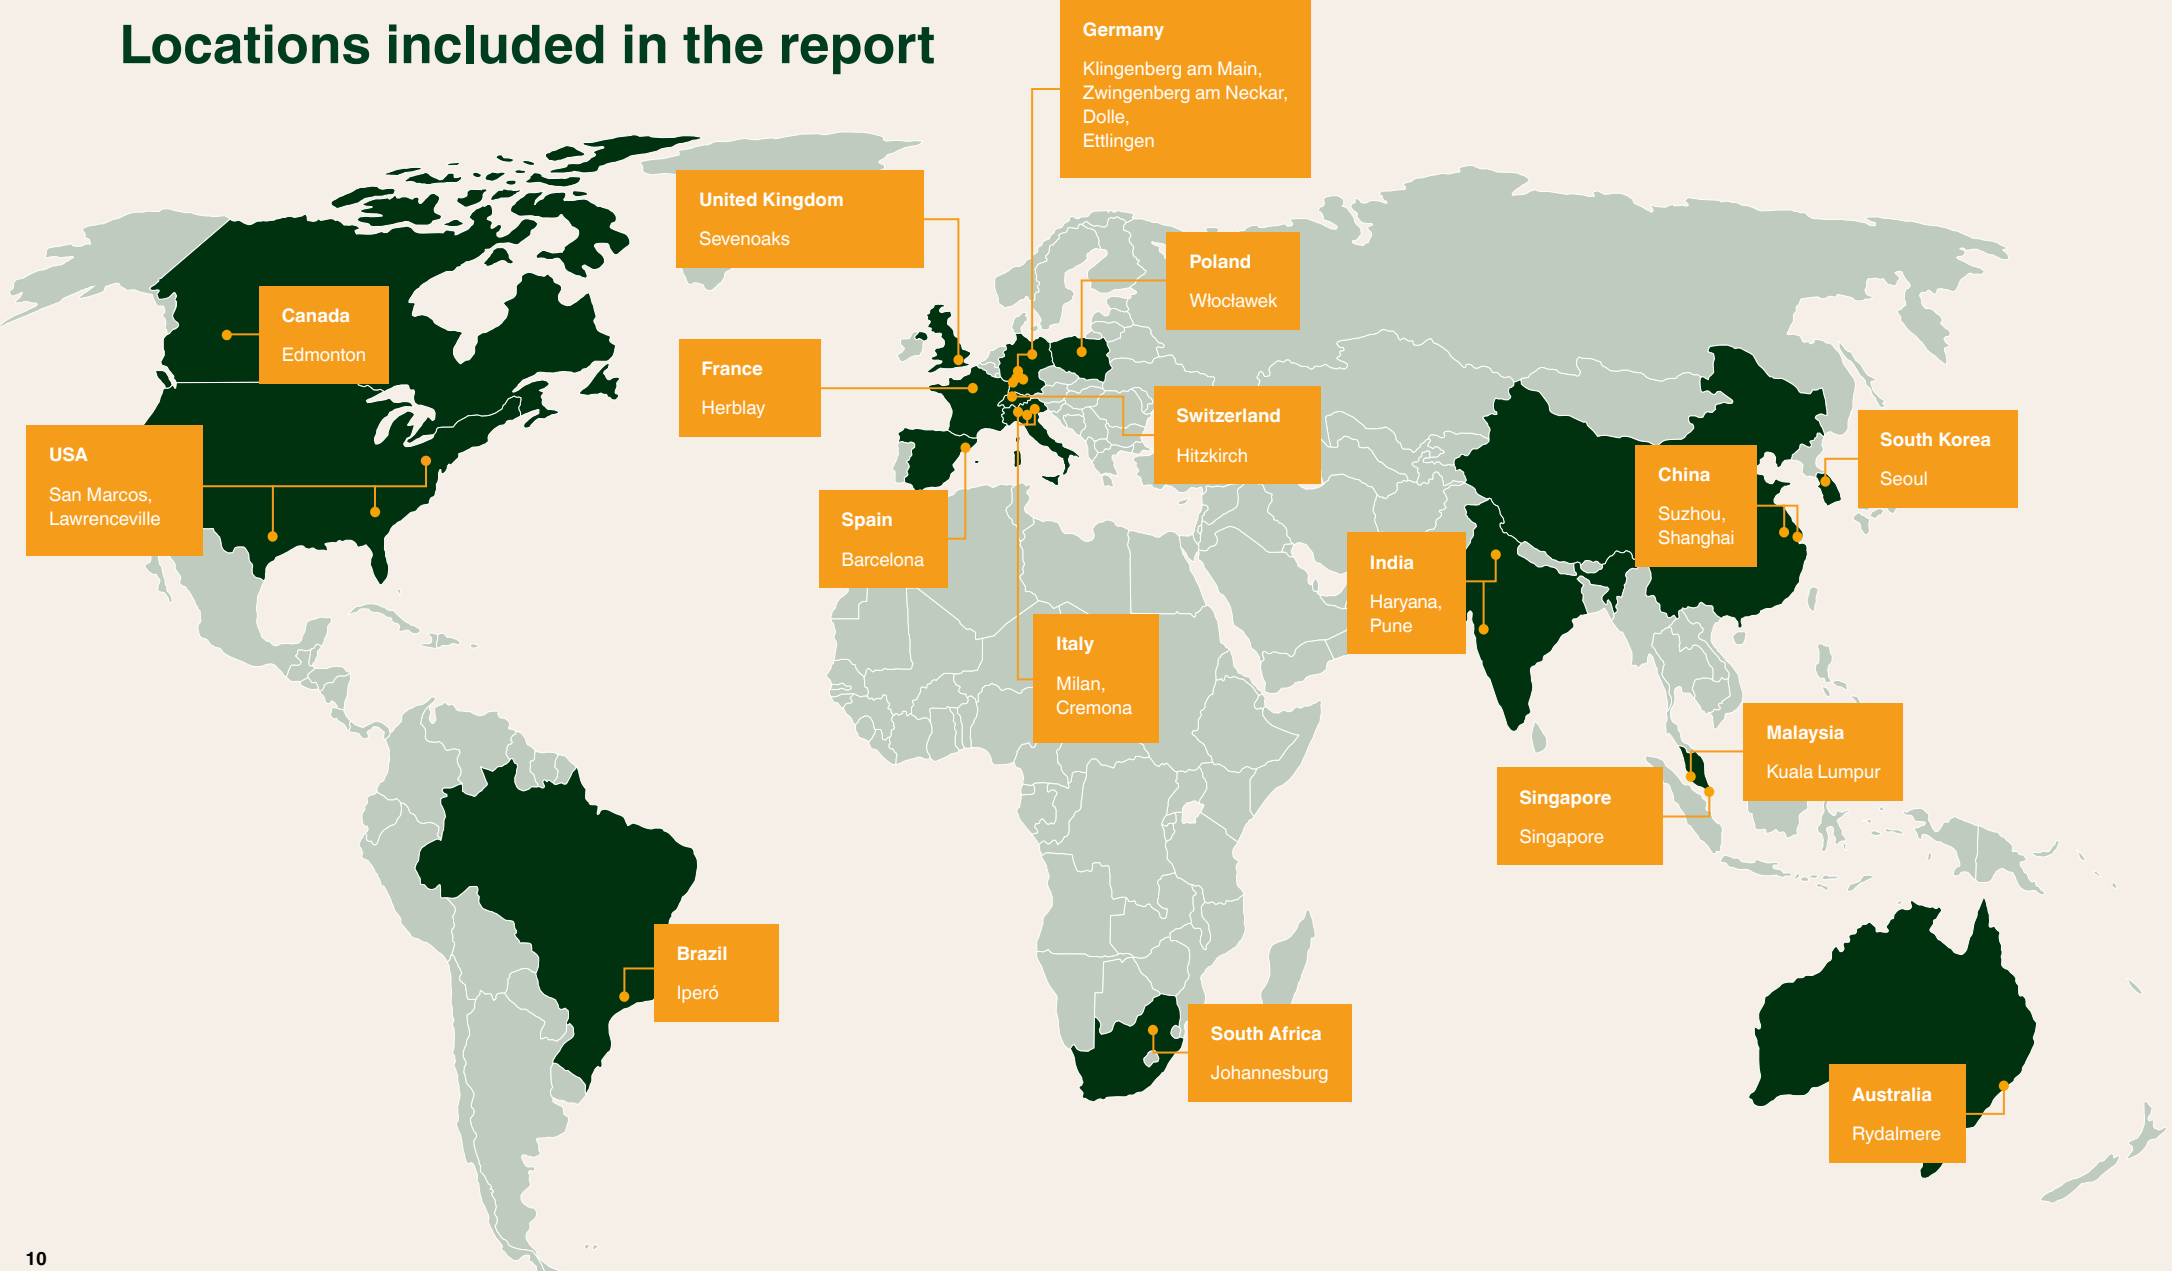 Locations included in the report
Germany
Klingenberg am Main,
Zwingenberg am Neckar,
Dolle,
Ettlingen
United Kingdom
Sevenoaks
Poland
Włocławek
Canada
Edmonton
France
Herblay
Switzerland
Hitzkirch
USA
San Marcos,
Lawrenceville
South Korea
Seoul
China
Suzhou,
Shanghai
Spain
Barcelona
India
Haryana,
Pune
Italy
Milan,
Cremona
Malaysia
Kuala Lumpur
Singapore
Singapore
Brazil
Iperó
South Africa
Johannesburg
Australia
Rydalmere
10